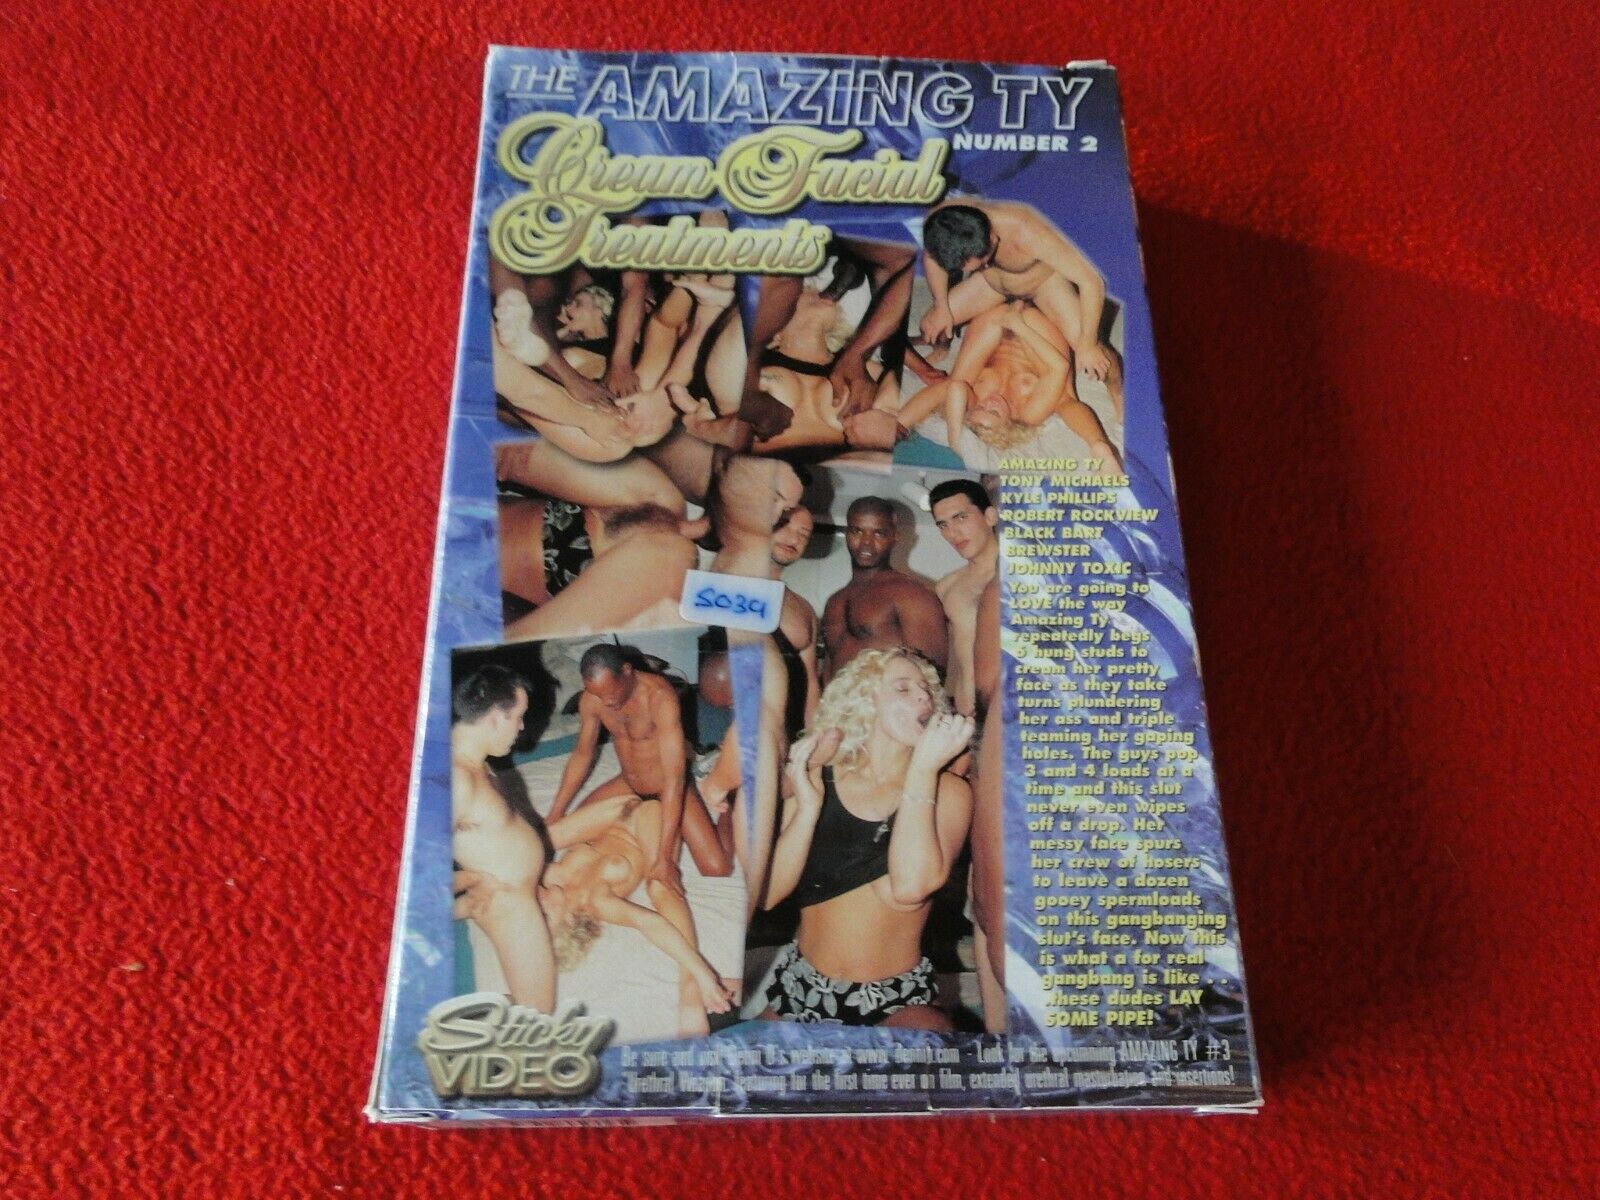 THE AMAZING TY
NUMBER 2
Cream Facial
Treatments
AMAZING TY
TONY MICHAELS
KYLE PHILLIPS
ROBERT ROCKVIEW
BLACK BART
BREWSTER
JOHNNY TOXIC
You are going to
LOVE the way
Amazing Ty
repeatedly begs
6 hung studs to
cream her pretty
face as they take
turns plundering
her ass and triple
teaming her gaping
holes. The guys pop
3 and 4 loads at a
time and this slut
never even wipes
off a drop. Her
messy face spurs
her crew of hosers
to leave a dozen
gooey spermloads
on this gangbanging
slut's face. Now this
is what a for real
gangbang is like . .
.these dudes LAY
SOME PIPE!
S039
Sticky
VIDEO
Be sure and visit website at www. .com - Look for the upcumming AMAZING TY #3
Urethral featuring for the first time ever on film, extended urethral masturbation and insertions!